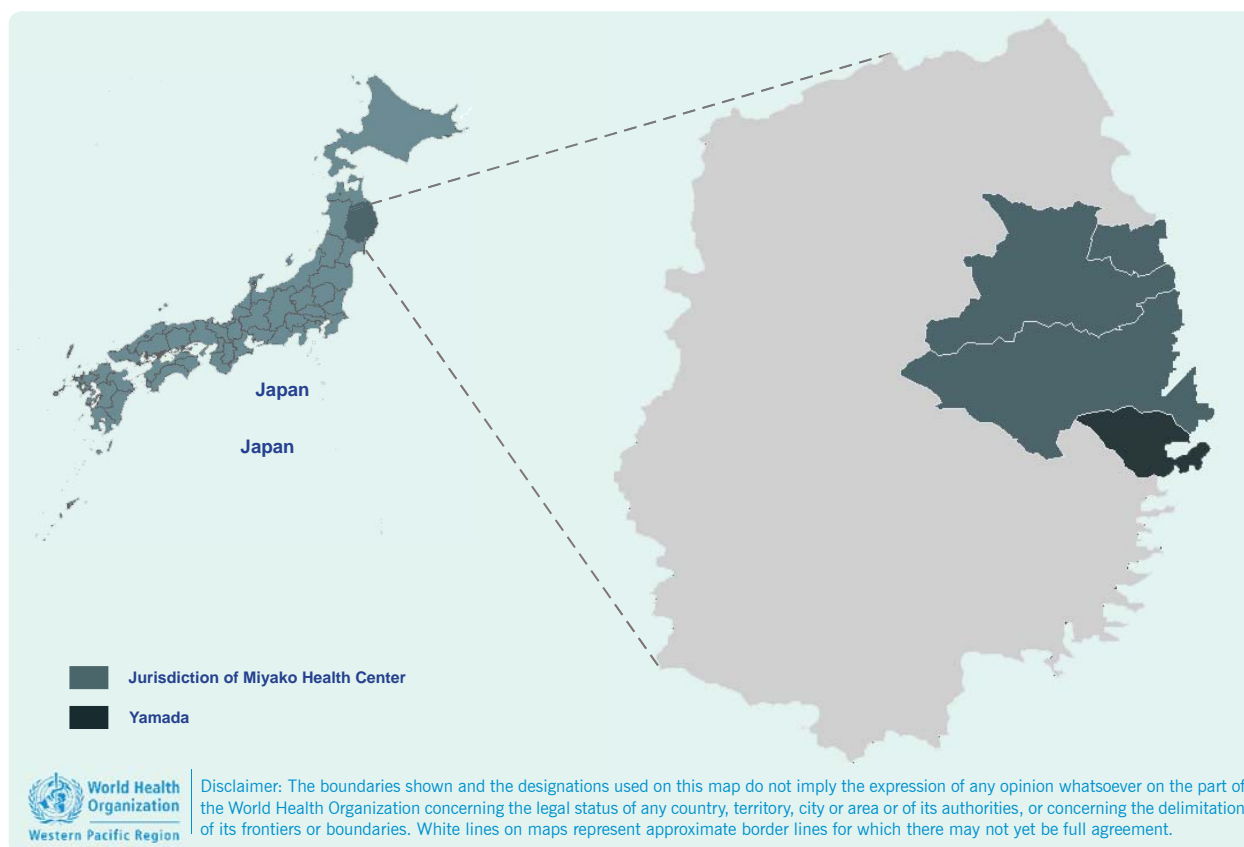 Japan
Japan
Jurisdiction of Miyako Health Center
Yamada
World Health
Organization
Western Pacific Region
Disclaimer: The boundaries shown and the designations used on this map do not imply the expression of any opinion whatsoever on the part of
the World Health Organization concerning the legal status of any country, territory, city or area or of its authorities, or concerning the delimitation
of its frontiers or boundaries. White lines on maps represent approximate border lines for which there may not yet be full agreement.